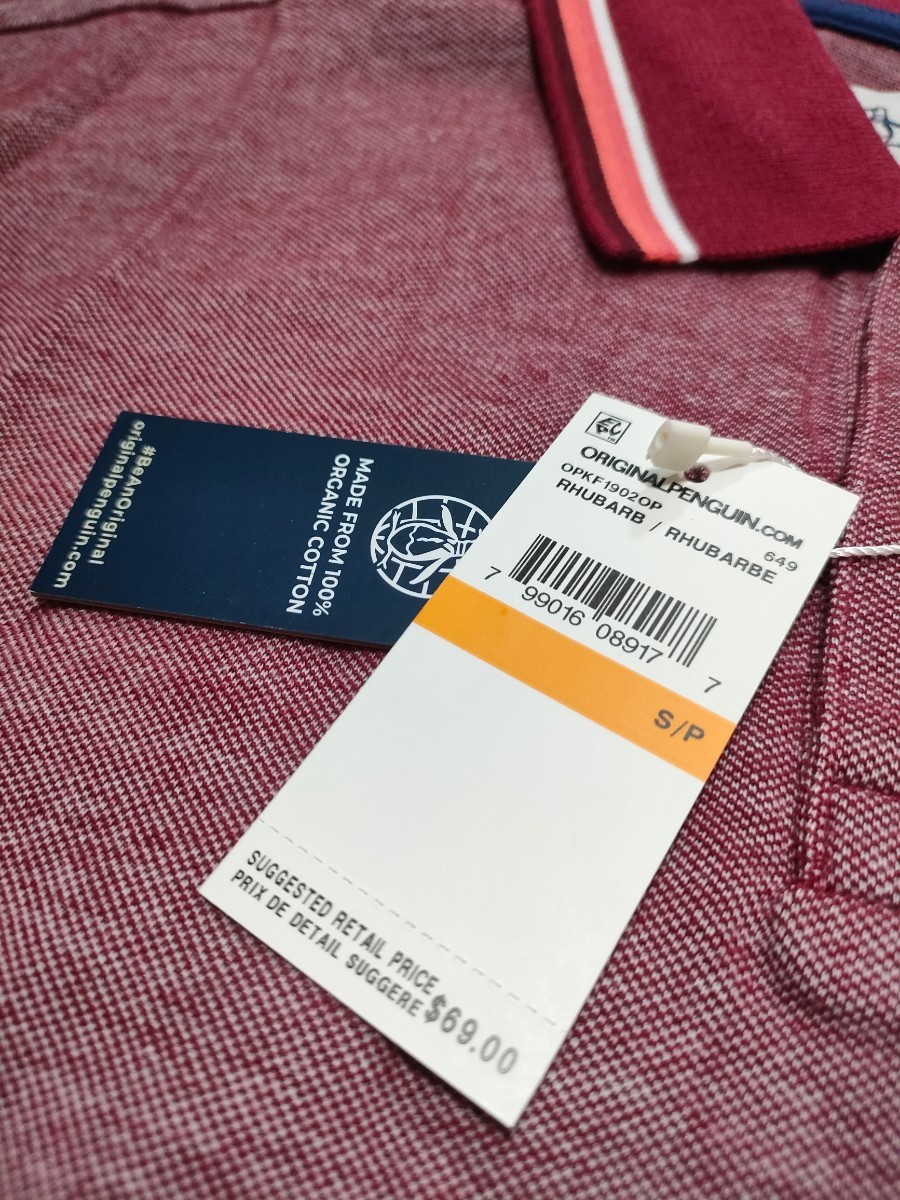 #BeAnOriginal
originalpenguin.com
MADE FROM 100%
ORGANIC COTTON
ORIGINALPENGUIN.COM
OPKF1902OP 649
RHUBARB / RHUBARBE
7 99016 08917 7
S/P
SUGGESTED RETAIL PRICE
PRIX DE DETAIL SUGGERE $69.00